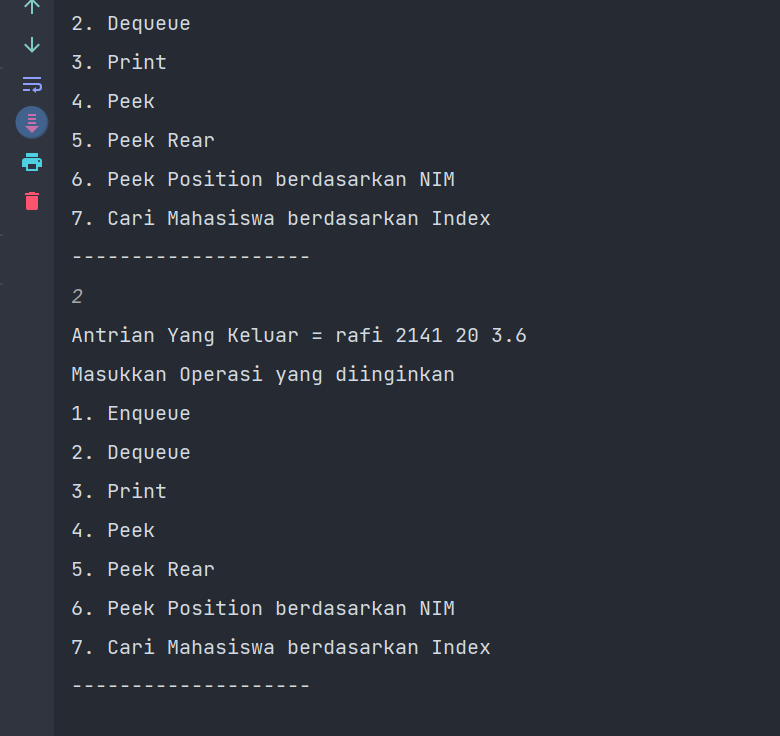 2. Dequeue
3. Print
4. Peek
5. Peek Rear
6. Peek Position berdasarkan NIM
7. Cari Mahasiswa berdasarkan Index
--------------------
2
Antrian Yang Keluar = rafi 2141 20 3.6
Masukkan Operasi yang diinginkan
1. Enqueue
2. Dequeue
3. Print
4. Peek
5. Peek Rear
6. Peek Position berdasarkan NIM
7. Cari Mahasiswa berdasarkan Index
--------------------